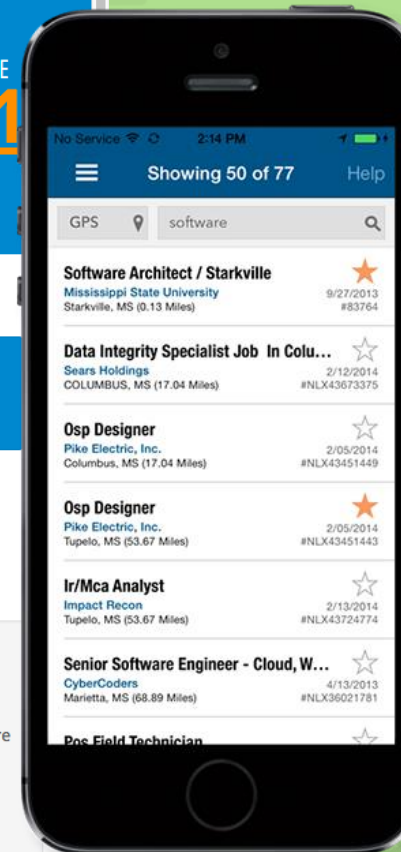 E
1
No Service 2:14 PM
Showing 50 of 77 Help
GPS software
Software Architect / Starkville
Mississippi State University 9/27/2013
Starkville, MS (0.13 Miles) #83764
Data Integrity Specialist Job In Colu...
Sears Holdings 2/12/2014
COLUMBUS, MS (17.04 Miles) #NLX43673375
Osp Designer
Pike Electric, Inc. 2/05/2014
Columbus, MS (17.04 Miles) #NLX43451449
Osp Designer
Pike Electric, Inc. 2/05/2014
Tupelo, MS (53.67 Miles) #NLX43451443
Ir/Mca Analyst
Impact Recon 2/13/2014
Tupelo, MS (53.67 Miles) #NLX43724774
Senior Software Engineer - Cloud, W...
CyberCoders 4/13/2013
Marietta, MS (68.89 Miles) #NLX36021781
re
Pos Field Technician